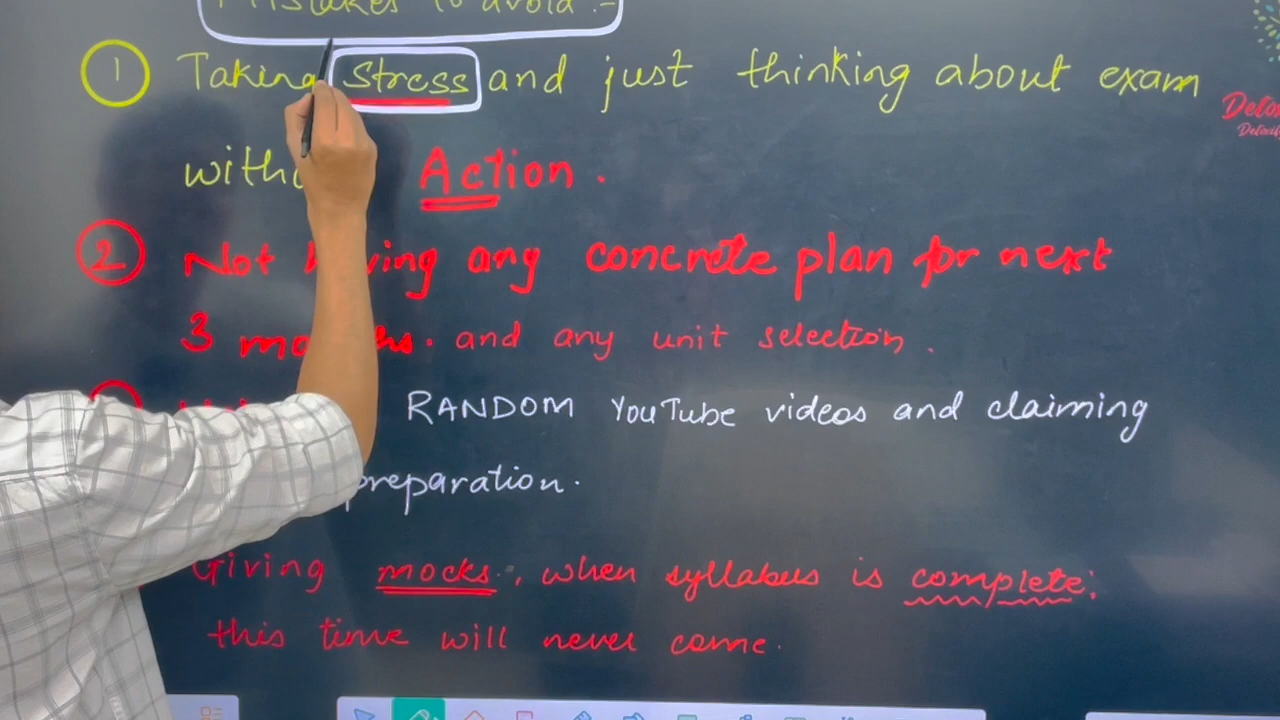 Mistakes to avoid :-
1 Taking Stress and just thinking about exam
Action .
2 Not any concrete plan for next
3 and any unit selection .
RANDOM YouTube videos and claiming
preparation.
Giving mocks , when syllabus is complete :
this time will never come .